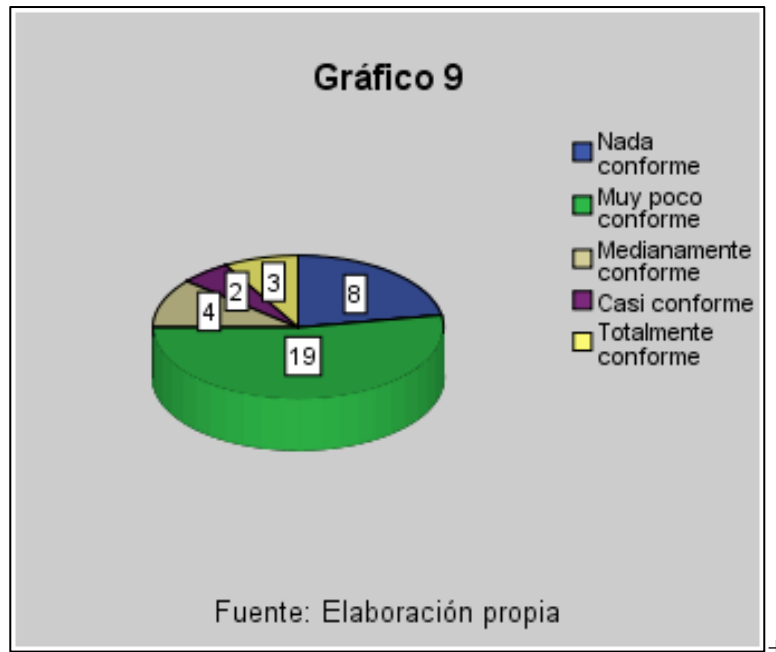 Gráfico 9
Nada
conforme
Muy poco
conforme
Medianamente
conforme
Casi conforme
Totalmente
conforme
3
8
2
4
19
Fuente: Elaboración propia